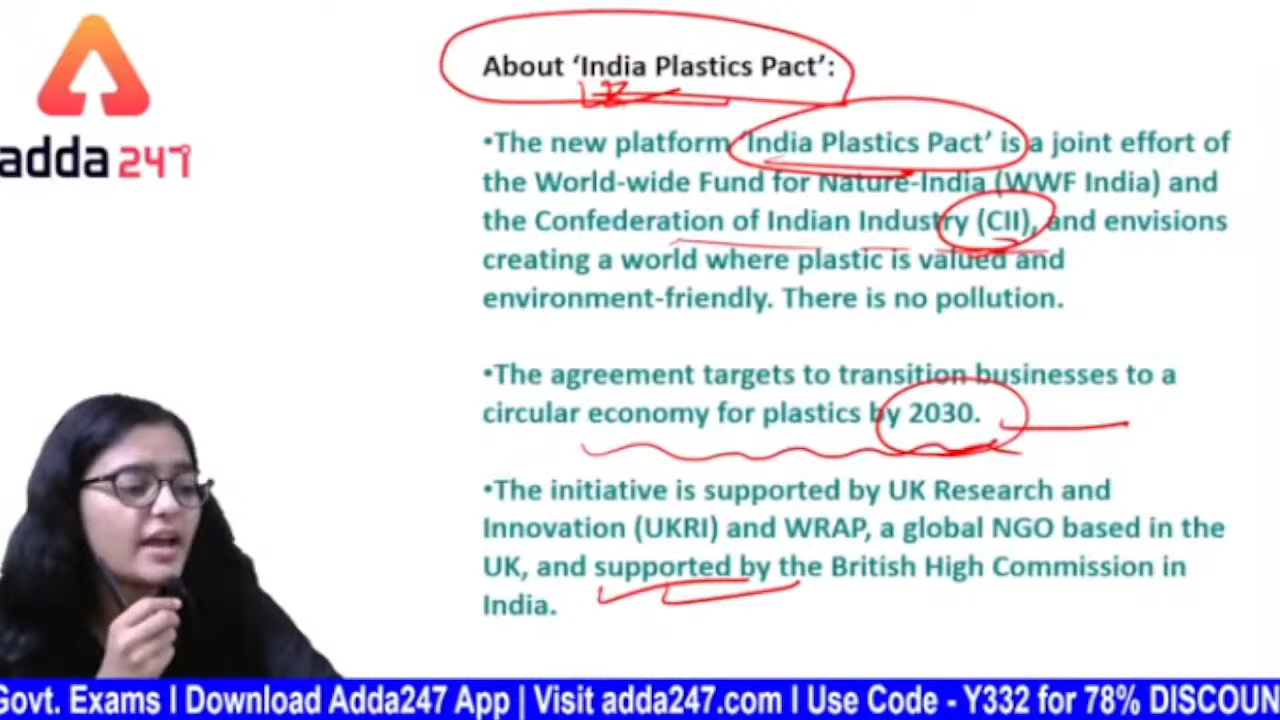 adda247
About ‘India Plastics Pact’:
•The new platform ‘India Plastics Pact’ is a joint effort of
the World-wide Fund for Nature-India (WWF India) and
the Confederation of Indian Industry (CII), and envisions
creating a world where plastic is valued and
environment-friendly. There is no pollution.
•The agreement targets to transition businesses to a
circular economy for plastics by 2030.
•The initiative is supported by UK Research and
Innovation (UKRI) and WRAP, a global NGO based in the
UK, and supported by the British High Commission in
India.
Govt. Exams I Download Adda247 App | Visit adda247.com I Use Code - Y332 for 78% DISCOUN